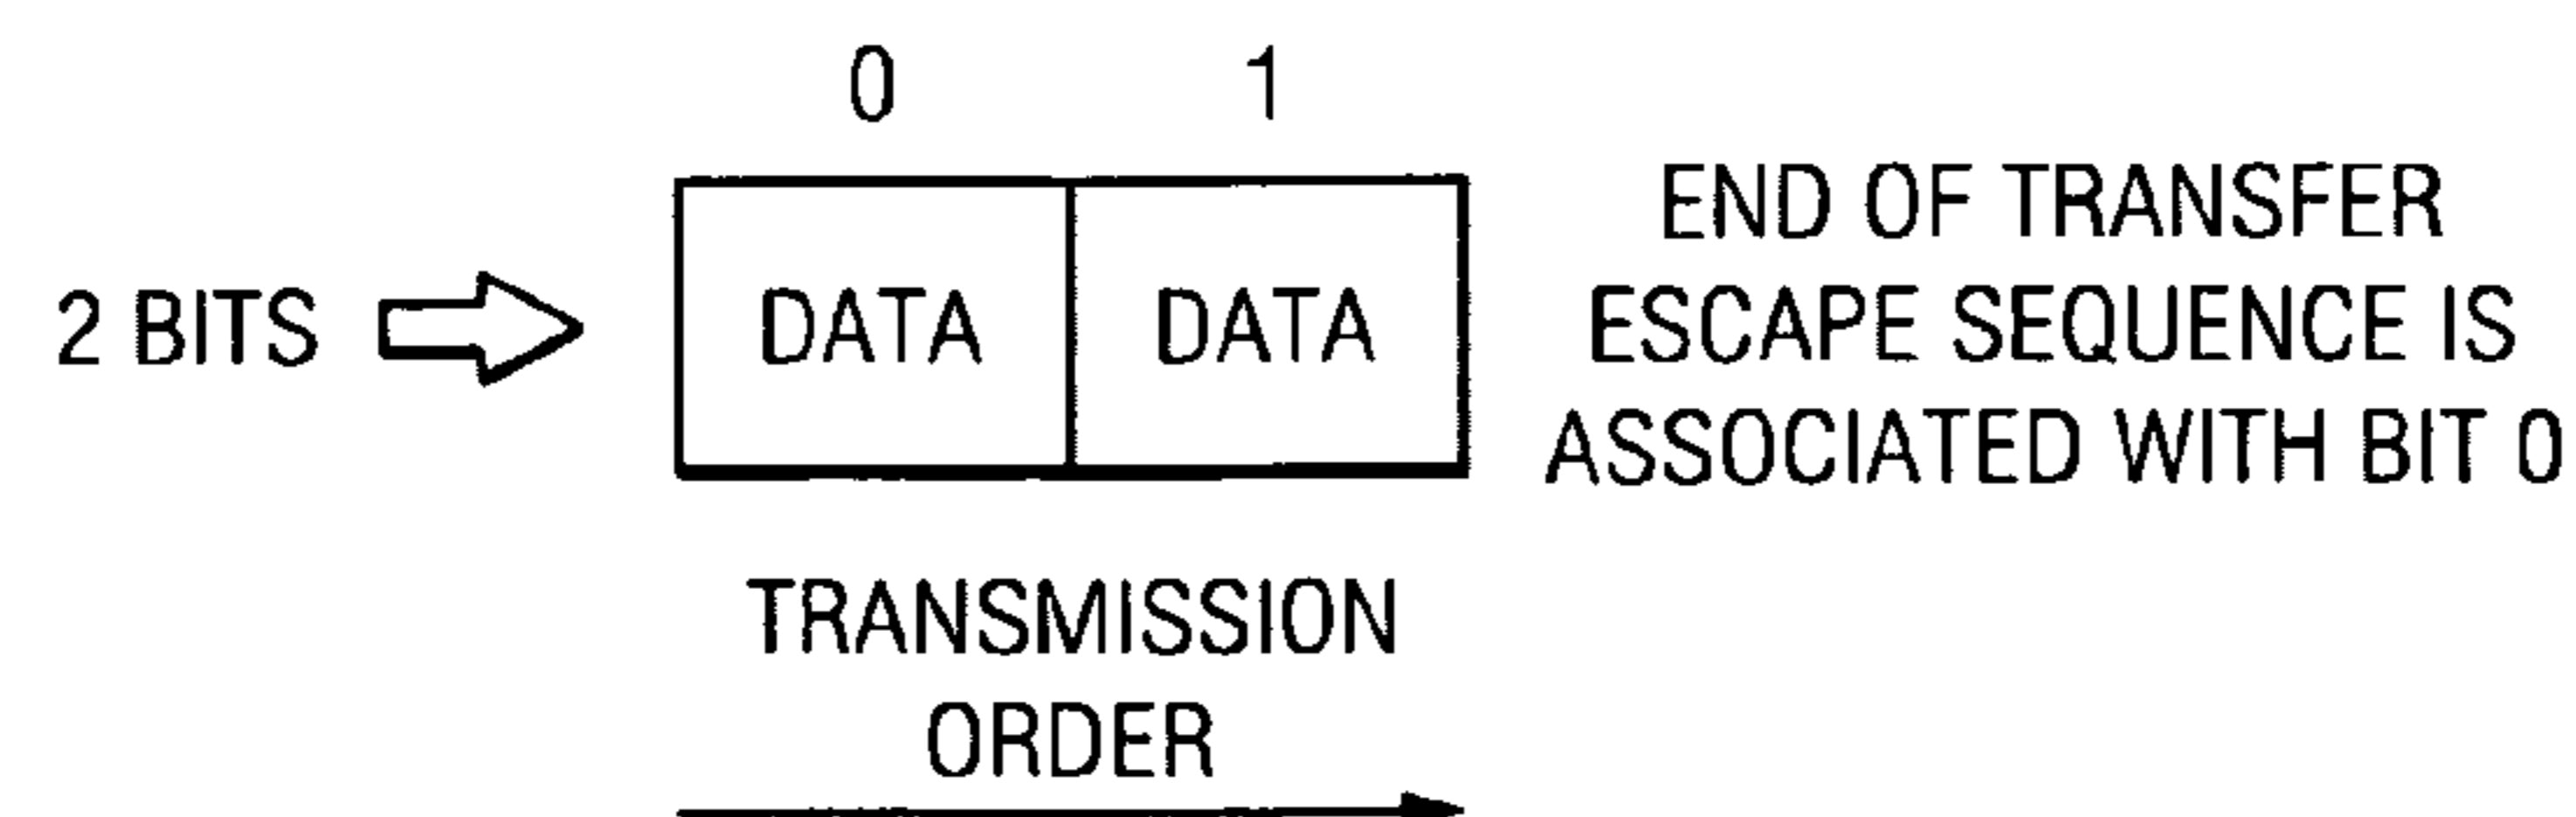 0 1
2 BITS DATA DATA
END OF TRANSFER
ESCAPE SEQUENCE IS
ASSOCIATED WITH BIT 0
TRANSMISSION
ORDER